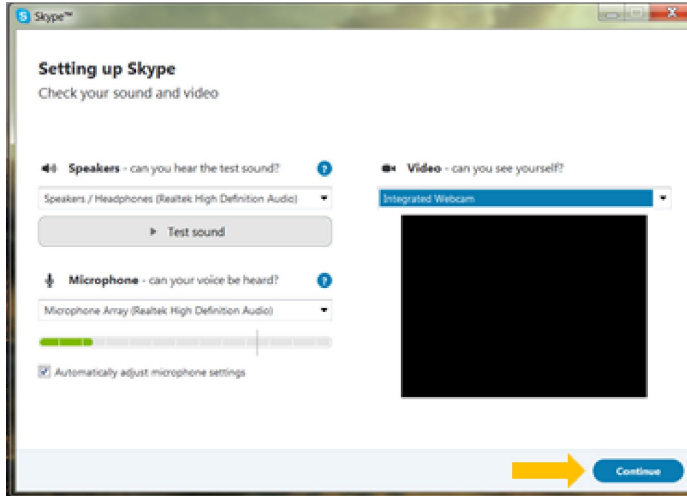 Skype™
Setting up Skype
Check your sound and video
Speakers - can you hear the test sound?
Speakers / Headphones (Realtek High Definition Audio)
Test sound
Microphone - can your voice be heard?
Microphone Array (Realtek High Definition Audio)
Automatically adjust microphone settings
Video - can you see yourself?
Integrated Webcam
Continue